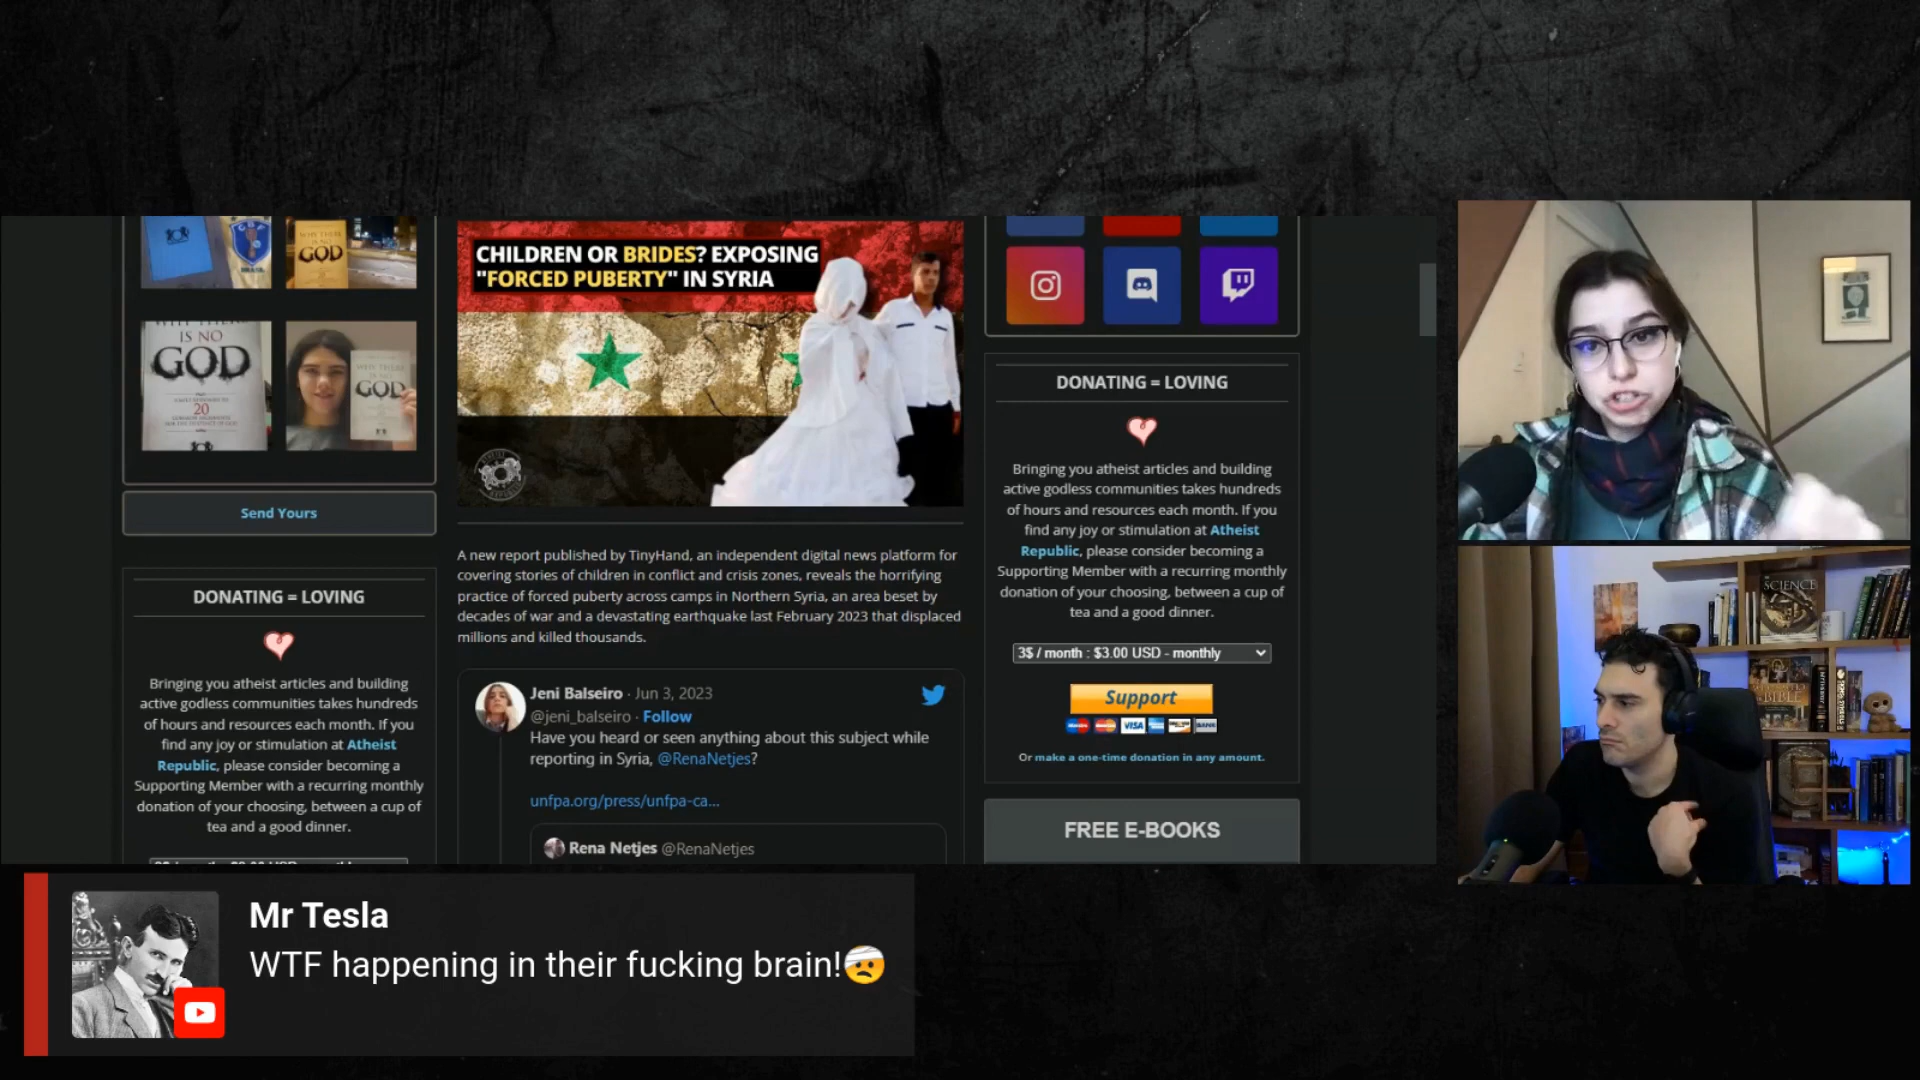 WHY THERE
IS NO
GOD
WHY THERE
IS NO
GOD
20
GOD
Send Yours
DONATING = LOVING
Bringing you atheist articles and building
active godless communities takes hundreds
of hours and resources each month. If you
find any joy or stimulation at Atheist
Republic, please consider becoming a
Supporting Member with a recurring monthly
donation of your choosing, between a cup of
tea and a good dinner.
CHILDREN OR BRIDES? EXPOSING
"FORCED PUBERTY" IN SYRIA
A new report published by TinyHand, an independent digital news platform for
covering stories of children in conflict and crisis zones, reveals the horrifying
practice of forced puberty across camps in Northern Syria, an area beset by
decades of war and a devastating earthquake last February 2023 that displaced
millions and killed thousands.
Jeni Balseiro · Jun 3, 2023
@jeni_balseiro · Follow
Have you heard or seen anything about this subject while
reporting in Syria, @RenaNetjes?
unfpa.org/press/unfpa-ca...
Rena Netjes @RenaNetjes
DONATING = LOVING
Bringing you atheist articles and building
active godless communities takes hundreds
of hours and resources each month. If you
find any joy or stimulation at Atheist
Republic, please consider becoming a
Supporting Member with a recurring monthly
donation of your choosing, between a cup of
tea and a good dinner.
3$ / month : $3.00 USD - monthly
Support
VISA
BANK
Or make a one-time donation in any amount.
FREE E-BOOKS
SCIENCE
BIBLE
Mr Tesla
WTF happening in their fucking brain!🤕